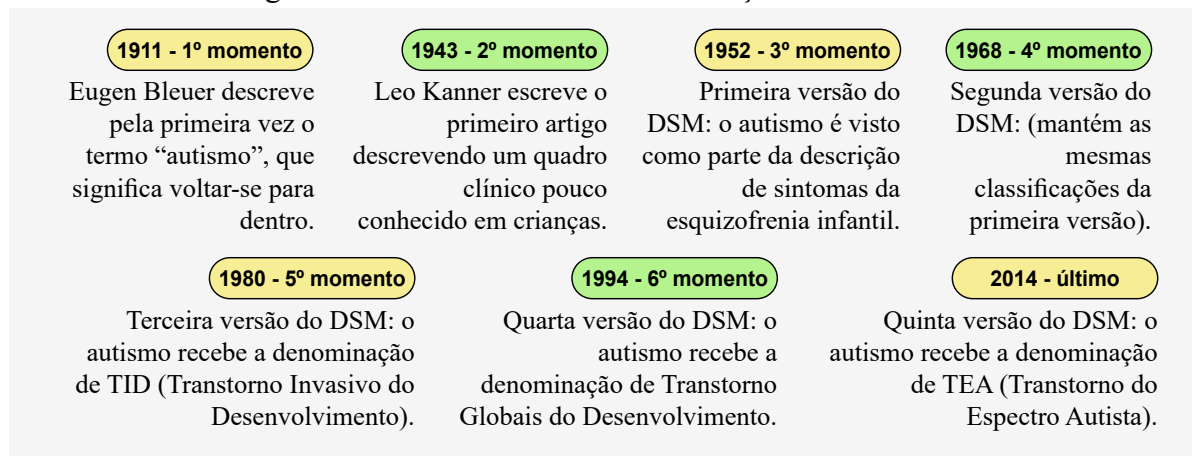 1911 - 1º momento
Eugen Bleuer descreve
pela primeira vez o
termo “autismo”, que
significa voltar-se para
dentro.
1943 - 2º momento
Leo Kanner escreve o
primeiro artigo
descrevendo um quadro
clínico pouco
conhecido em crianças.
1952 - 3º momento
Primeira versão do
DSM: o autismo é visto
como parte da descrição
de sintomas da
esquizofrenia infantil.
1968 - 4º momento
Segunda versão do
DSM: (mantém as
mesmas
classificações da
primeira versão).
1980 - 5º momento
Terceira versão do DSM: o
autismo recebe a denominação
de TID (Transtorno Invasivo do
Desenvolvimento).
1994 - 6º momento
Quarta versão do DSM: o
autismo recebe a
denominação de Transtorno
Globais do Desenvolvimento.
2014 - último
Quinta versão do DSM: o
autismo recebe a denominação
de TEA (Transtorno do
Espectro Autista).